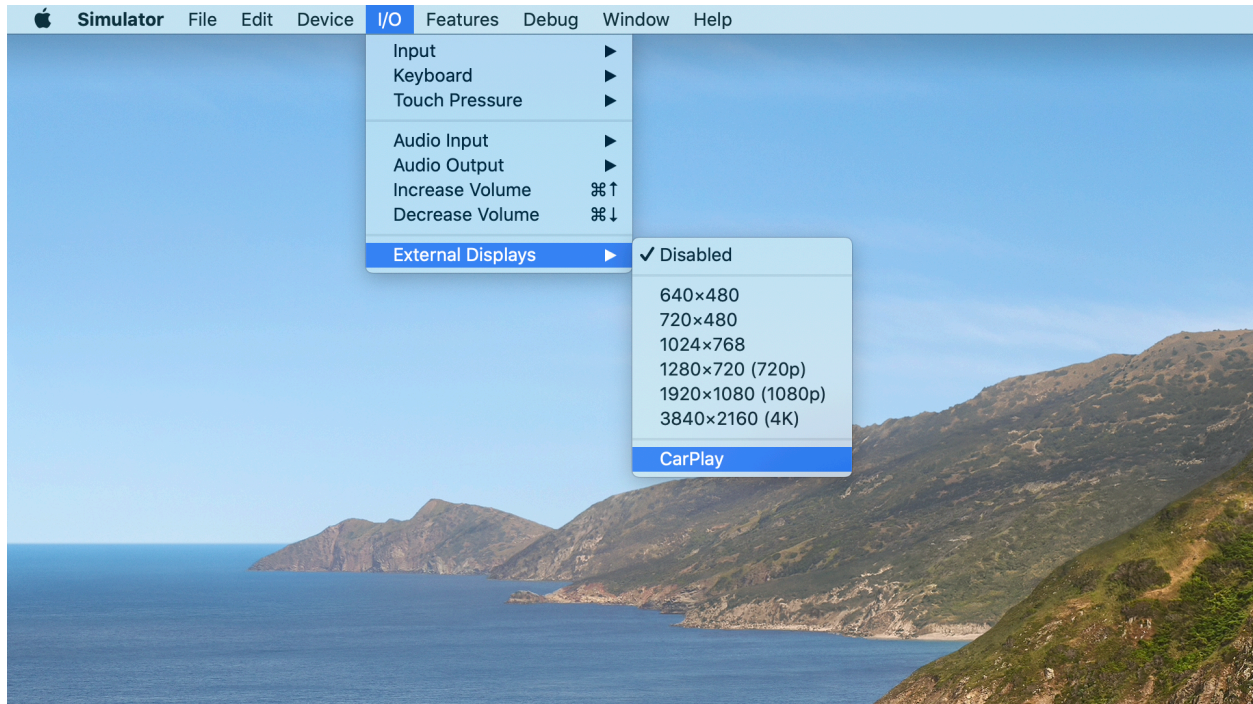 Simulator File Edit Device I/O Features Debug Window Help
Input ▶
Keyboard ▶
Touch Pressure ▶
Audio Input ▶
Audio Output ▶
Increase Volume ⌘↑
Decrease Volume ⌘↓
External Displays ▶
✓ Disabled
640×480
720×480
1024×768
1280×720 (720p)
1920×1080 (1080p)
3840×2160 (4K)
CarPlay